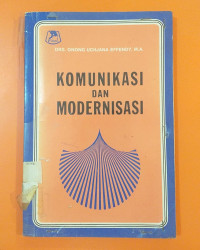 DRS. ONONG UCHJANA EFFENDY, M.A.
KOMUNIKASI
DAN
MODERNISASI